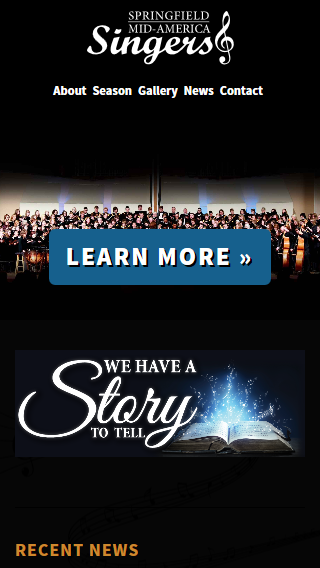 SPRINGFIELD
MID-AMERICA
Singers
About Season Gallery News Contact
LEARN MORE »
WE HAVE A
Story
TO TELL
RECENT NEWS